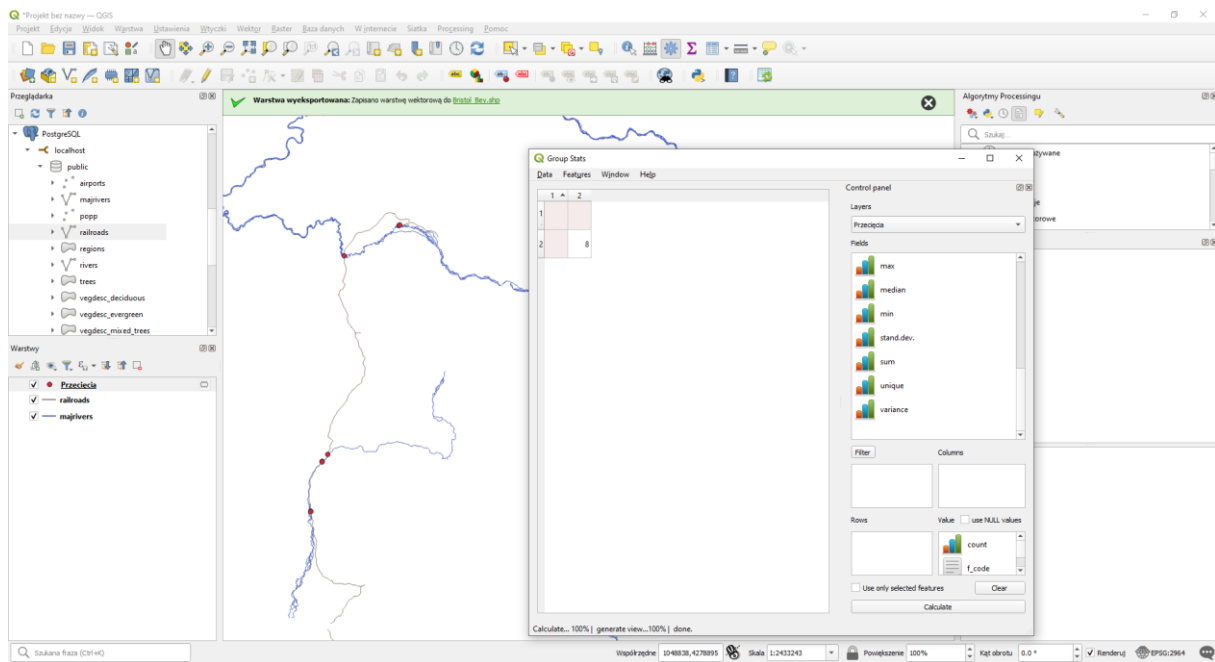 *Projekt bez nazwy — QGIS
Projekt Edycja Widok Warstwa Ustawienia Wtyczki Wektor Raster Baza danych W internecie Siatka Processing Pomoc
Przeglądarka
PostgreSQL
localhost
public
airports
majrivers
popp
railroads
regions
rivers
trees
vegdesc_deciduous
vegdesc_evergreen
vegdesc_mixed_trees
Warstwy
Przecięcia
railroads
majrivers
Warstwa wyeksportowana: Zapisano warstwę wektorową do Bristol_Bey.shp
Group Stats
Data Features Window Help
1 2
1
2 8
Control panel
Layers
Przecięcia
Fields
max
median
min
stand.dev.
sum
unique
variance
Filter Columns
Rows Value use NULL values
count
f_code
Use only selected features Clear
Calculate
Calculate... 100% | generate view...100% | done.
Algorytmy Processingu
Szukaj...
Szukana fraza (Ctrl+K)
Współrzędne 1048838,4278895 Skala 1:2433243 Powiększenie 100% Kąt obrotu 0.0 ° Renderuj EPSG:2964